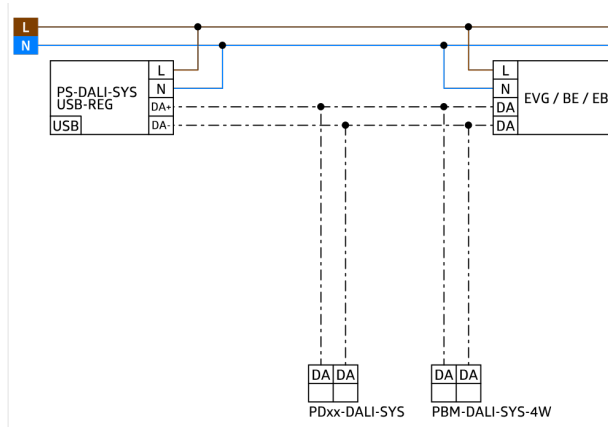 L
N
PS-DALI-SYS
USB-REG
USB
L
N
DA+
DA-
L
N
DA
DA
EVG / BE / EB
DA DA
PDxx-DALI-SYS
DA DA
PBM-DALI-SYS-4W